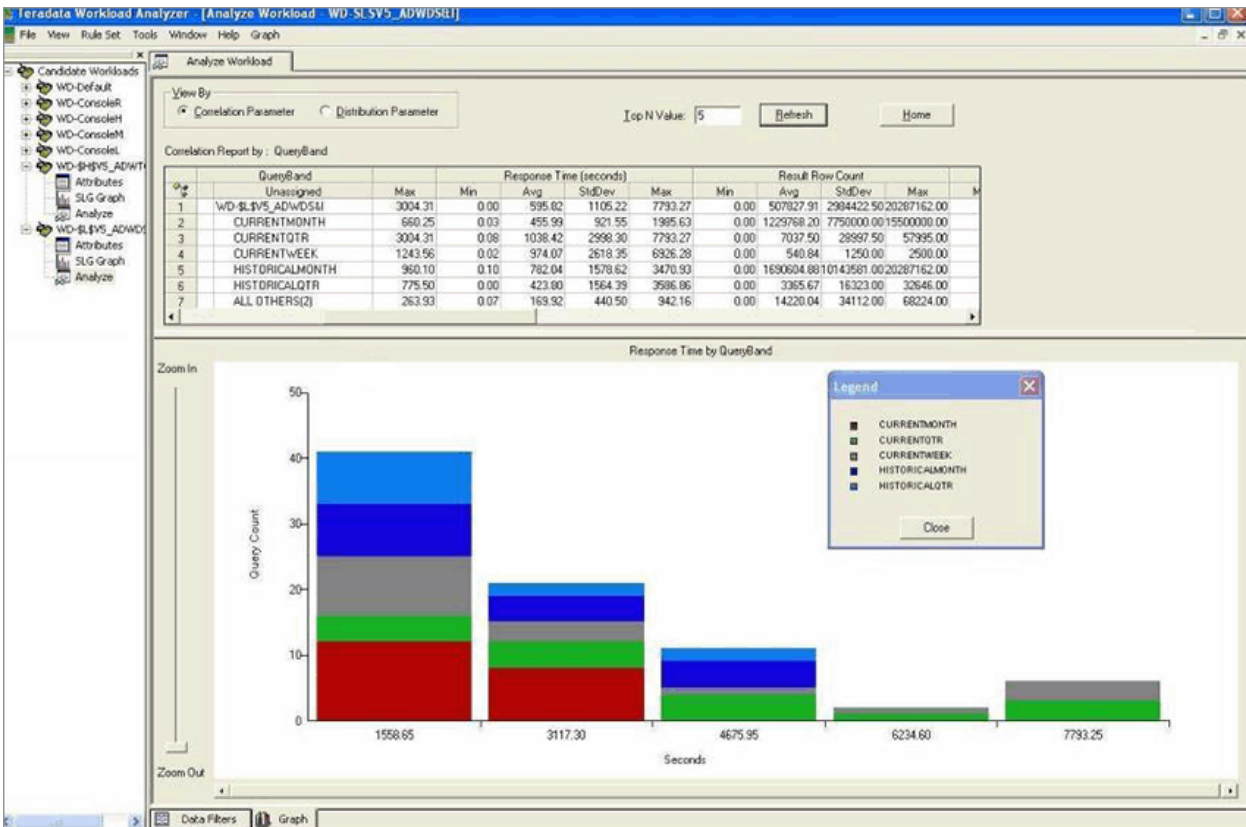 Teradata Workload Analyzer - [Analyze Workload - WD-$L$V5_ADWDS&I]
File View Rule Set Tools Window Help Graph
Candidate Workloads
WD-Default
WD-ConsoleR
WD-ConsoleH
WD-ConsoleM
WD-ConsoleL
WD-$H$V5_ADWT
Attributes
SLG Graph
Analyze
WD-$L$V5_ADWDS
Attributes
SLG Graph
Analyze
Analyze Workload
View By
Correlation Parameter Distribution Parameter
Top N Value: 5 Refresh Home
Correlation Report by : QueryBand
QueryBand Response Time (seconds) Result Row Count
Unassigned Max Min Avg StdDev Max Min Avg StdDev Max M
1 WD-$L$V5_ADWDS&I 3004.31 0.00 595.82 1105.22 7793.27 0.00 507827.91 2984422.50 20287162.00
2 CURRENTMONTH 660.25 0.03 455.99 921.55 1985.63 0.00 1229768.20 7750000.00 15500000.00
3 CURRENTQTR 3004.31 0.08 1038.42 2998.30 7793.27 0.00 7037.50 28997.50 57995.00
4 CURRENTWEEK 1243.56 0.02 974.07 2618.35 6926.28 0.00 540.84 1250.00 2500.00
5 HISTORICALMONTH 960.10 0.10 782.04 1578.62 3470.93 0.00 1690604.88 10143581.00 20287162.00
6 HISTORICALQTR 775.50 0.00 423.80 1564.39 3586.86 0.00 3365.67 16323.00 32646.00
7 ALL OTHERS(2) 263.93 0.07 169.92 440.50 942.16 0.00 14220.04 34112.00 68224.00
Response Time by QueryBand
Zoom In
Zoom Out
Query Count
50
40
30
20
10
0
1558.65 3117.30 4675.95 6234.60 7793.25
Seconds
Legend
CURRENTMONTH
CURRENTQTR
CURRENTWEEK
HISTORICALMONTH
HISTORICALQTR
Close
Data Filters Graph